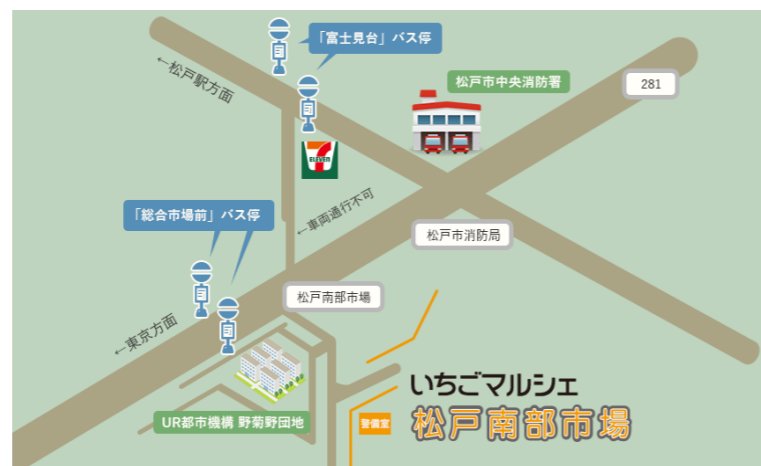 「富士見台」バス停
←松戸駅方面
松戸市中央消防署
281
7
ELEVEN
「総合市場前」バス停
←車両通行不可
松戸市消防局
松戸南部市場
←東京方面
いちごマルシェ
松戸南部市場
警備室
UR都市機構 野菊野団地